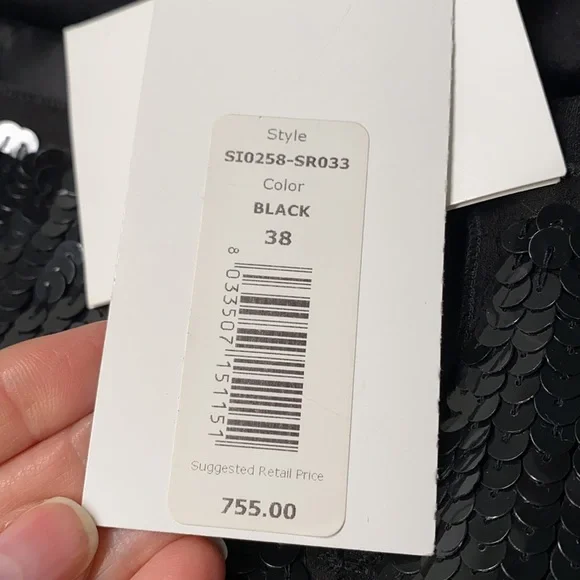 Style
SI0258-SR033
Color
BLACK
38
8 033507 151151
Suggested Retail Price
755.00